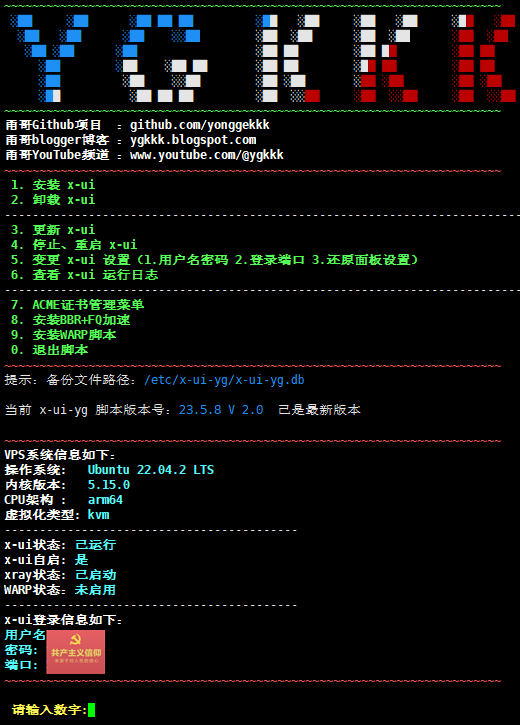 YGKKK
甬哥Github项目 : github.com/yonggekkk
甬哥blogger博客 : ygkkk.blogspot.com
甬哥YouTube频道 : www.youtube.com/@ygkkk
1. 安装 x-ui
2. 卸载 x-ui
3. 更新 x-ui
4. 停止、重启 x-ui
5. 变更 x-ui 设置（1.用户名密码 2.登录端口 3.还原面板设置）
6. 查看 x-ui 运行日志
7. ACME证书管理菜单
8. 安装BBR+FQ加速
9. 安装WARP脚本
0. 退出脚本
提示：备份文件路径：/etc/x-ui-yg/x-ui-yg.db
当前 x-ui-yg 脚本版本号：23.5.8 V 2.0 已是最新版本
VPS系统信息如下：
操作系统: Ubuntu 22.04.2 LTS
内核版本: 5.15.0
CPU架构 : arm64
虚拟化类型: kvm
x-ui状态: 已运行
x-ui自启: 是
xray状态: 已启动
WARP状态: 未启用
x-ui登录信息如下：
用户名
密码:
端口:
共产主义信仰
请输入数字: